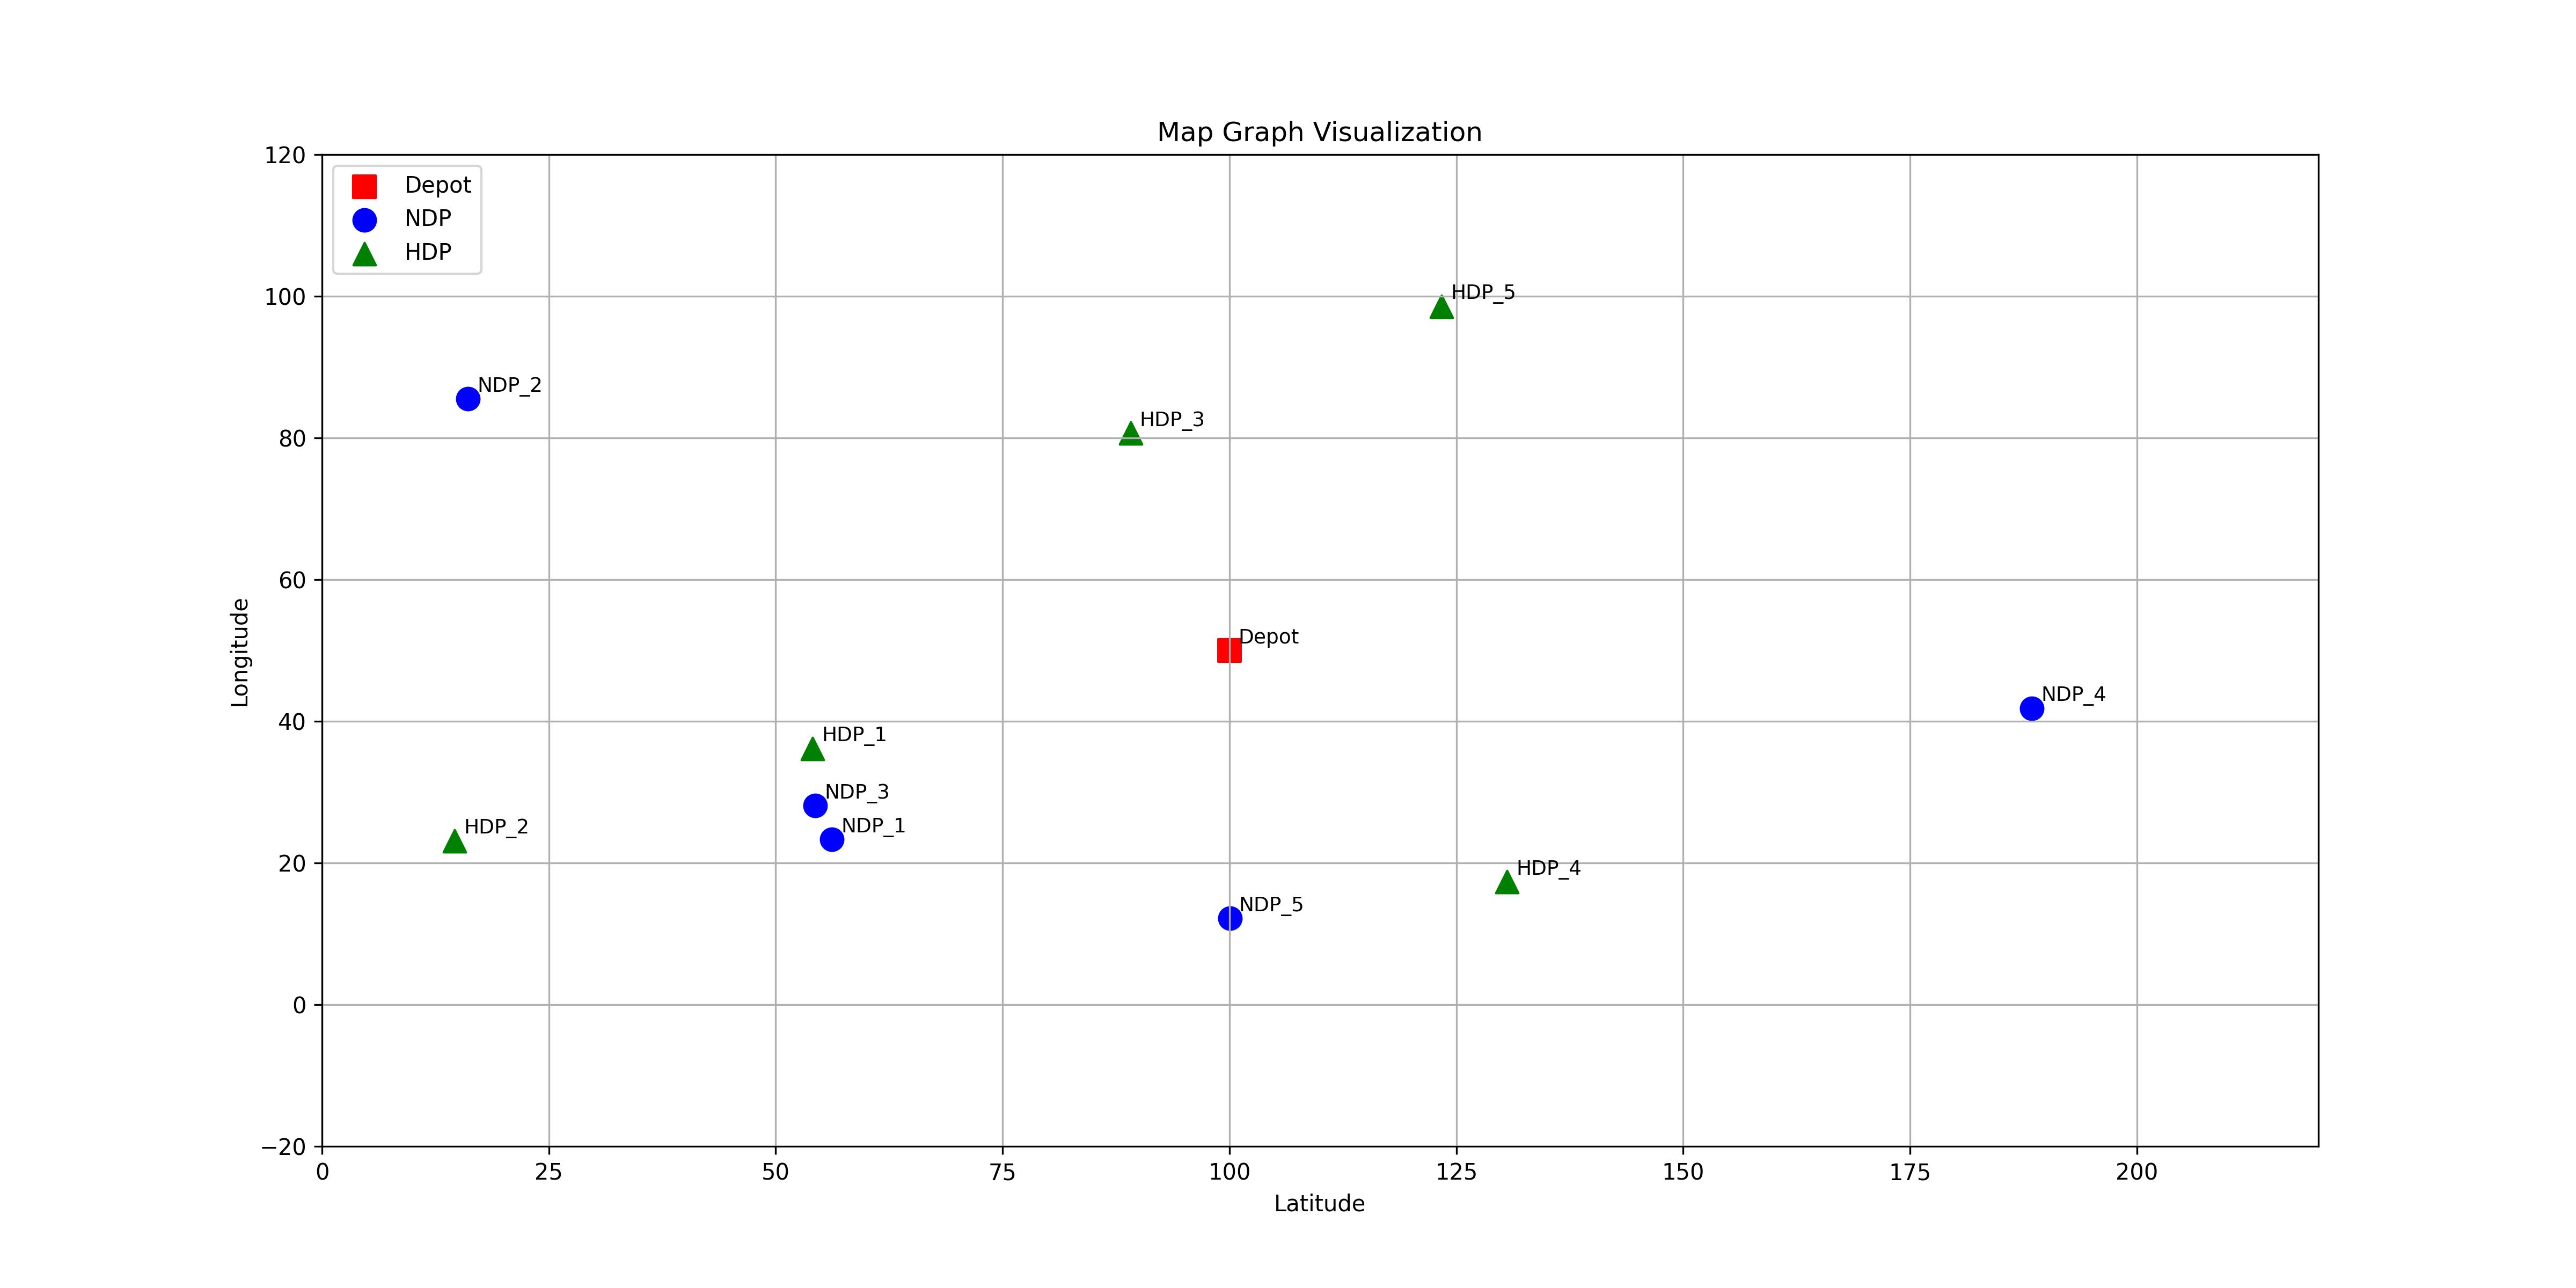 Map Graph Visualization
120
100
80
60
40
20
0
−20
Longitude
Depot
NDP
HDP
HDP_5
NDP_2
HDP_3
Depot
NDP_4
HDP_1
NDP_3
HDP_2
NDP_1
HDP_4
NDP_5
0 25 50 75 100 125 150 175 200
Latitude